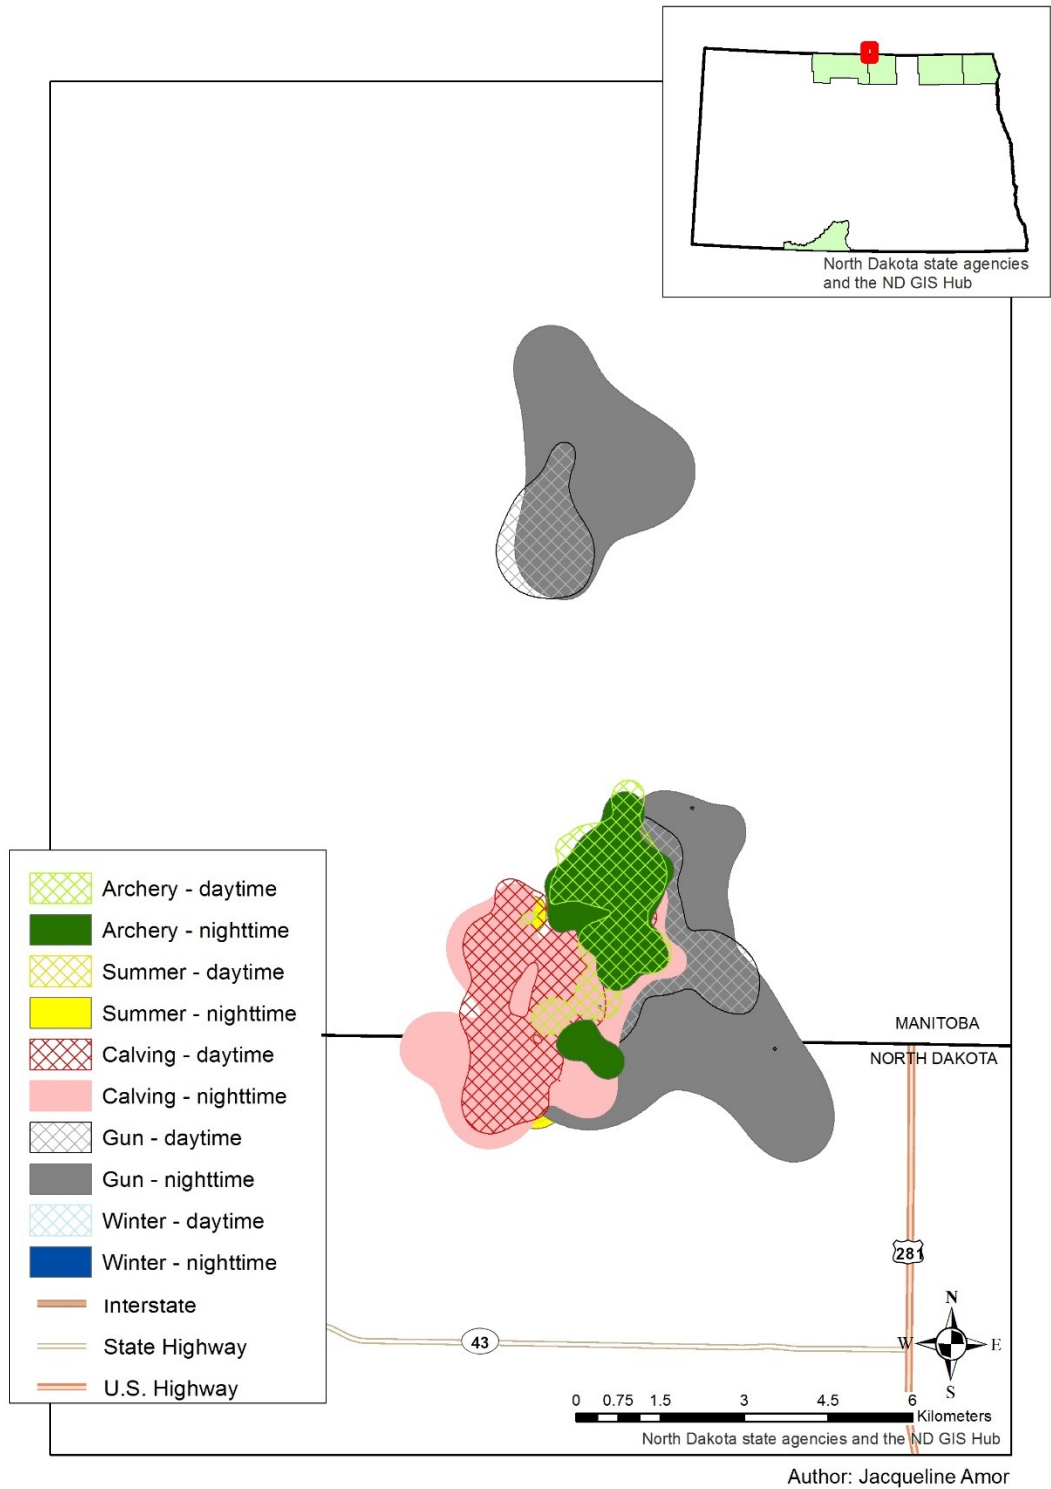 North Dakota state agencies
and the ND GIS Hub
Archery - daytime
Archery - nighttime
Summer - daytime
Summer - nighttime
Calving - daytime
Calving - nighttime
Gun - daytime
Gun - nighttime
Winter - daytime
Winter - nighttime
Interstate
State Highway
U.S. Highway
MANITOBA
NORTH DAKOTA
281
43
N
W
E
S
0 0.75 1.5 3 4.5 6
Kilometers
North Dakota state agencies and the ND GIS Hub
Author: Jacqueline Amor